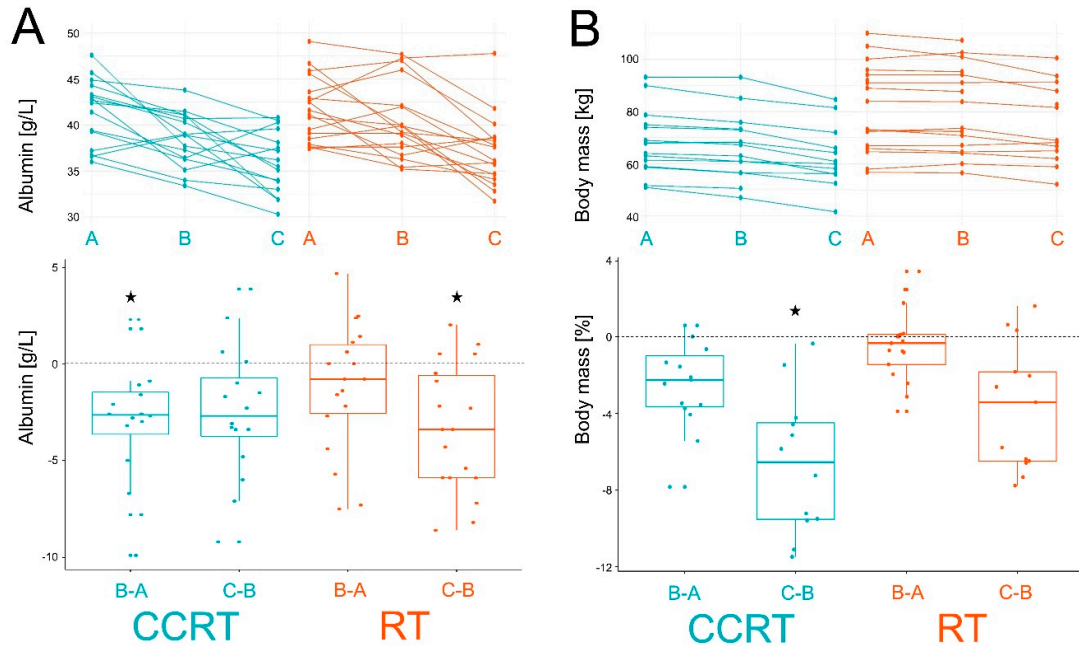 A
B
Albumin [g/L]
50
45
40
35
30
A B C A B C
Body mass [kg]
100
80
60
40
A B C A B C
Albumin [g/L]
5
0
-5
-10
★ ★
B-A C-B B-A C-B
CCRT RT
Body mass [%]
4
0
-4
-8
-12
★
B-A C-B B-A C-B
CCRT RT